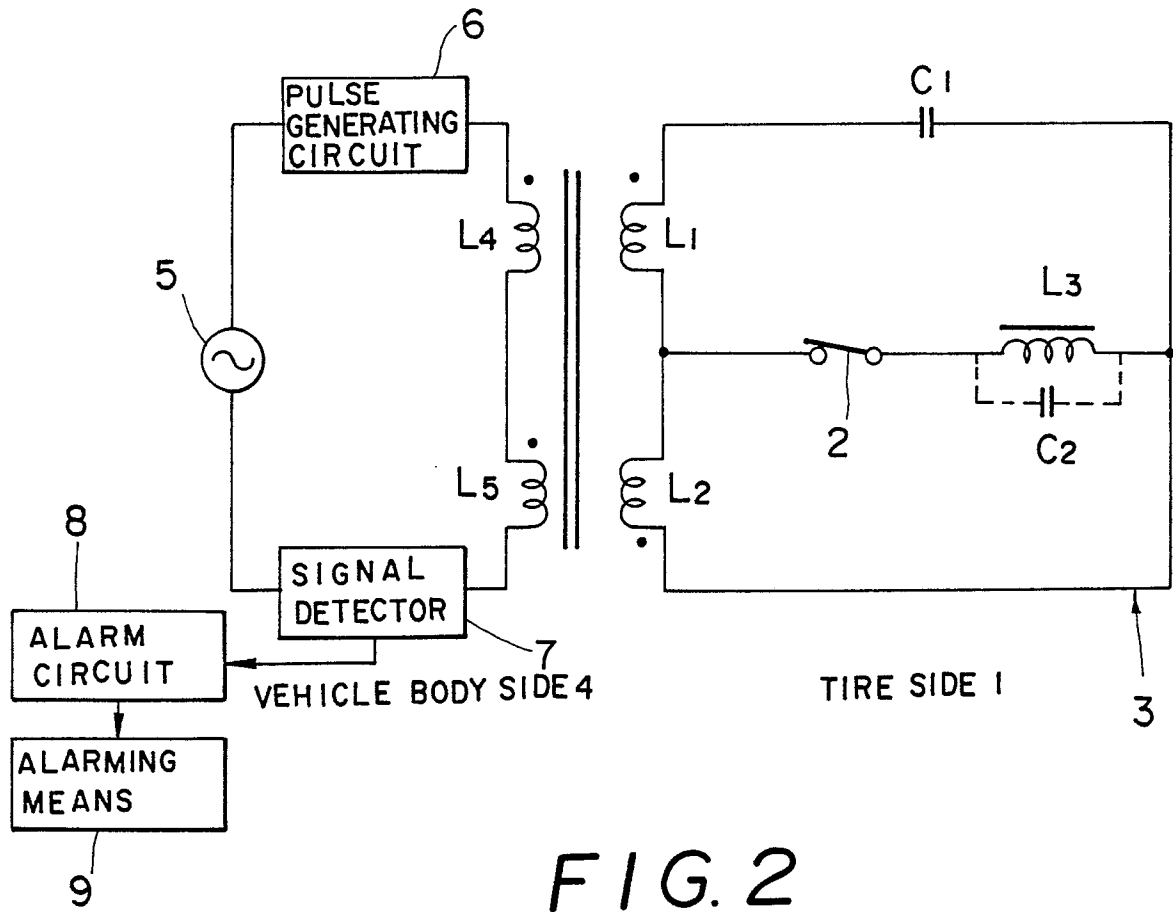 6
PULSE
GENERATING
CIRCUIT
C1
L4
L1
5
L3
2
C2
L5
L2
8
SIGNAL
DETECTOR
7
ALARM
CIRCUIT
VEHICLE BODY SIDE 4
TIRE SIDE 1
3
ALARMING
MEANS
9
FIG. 2